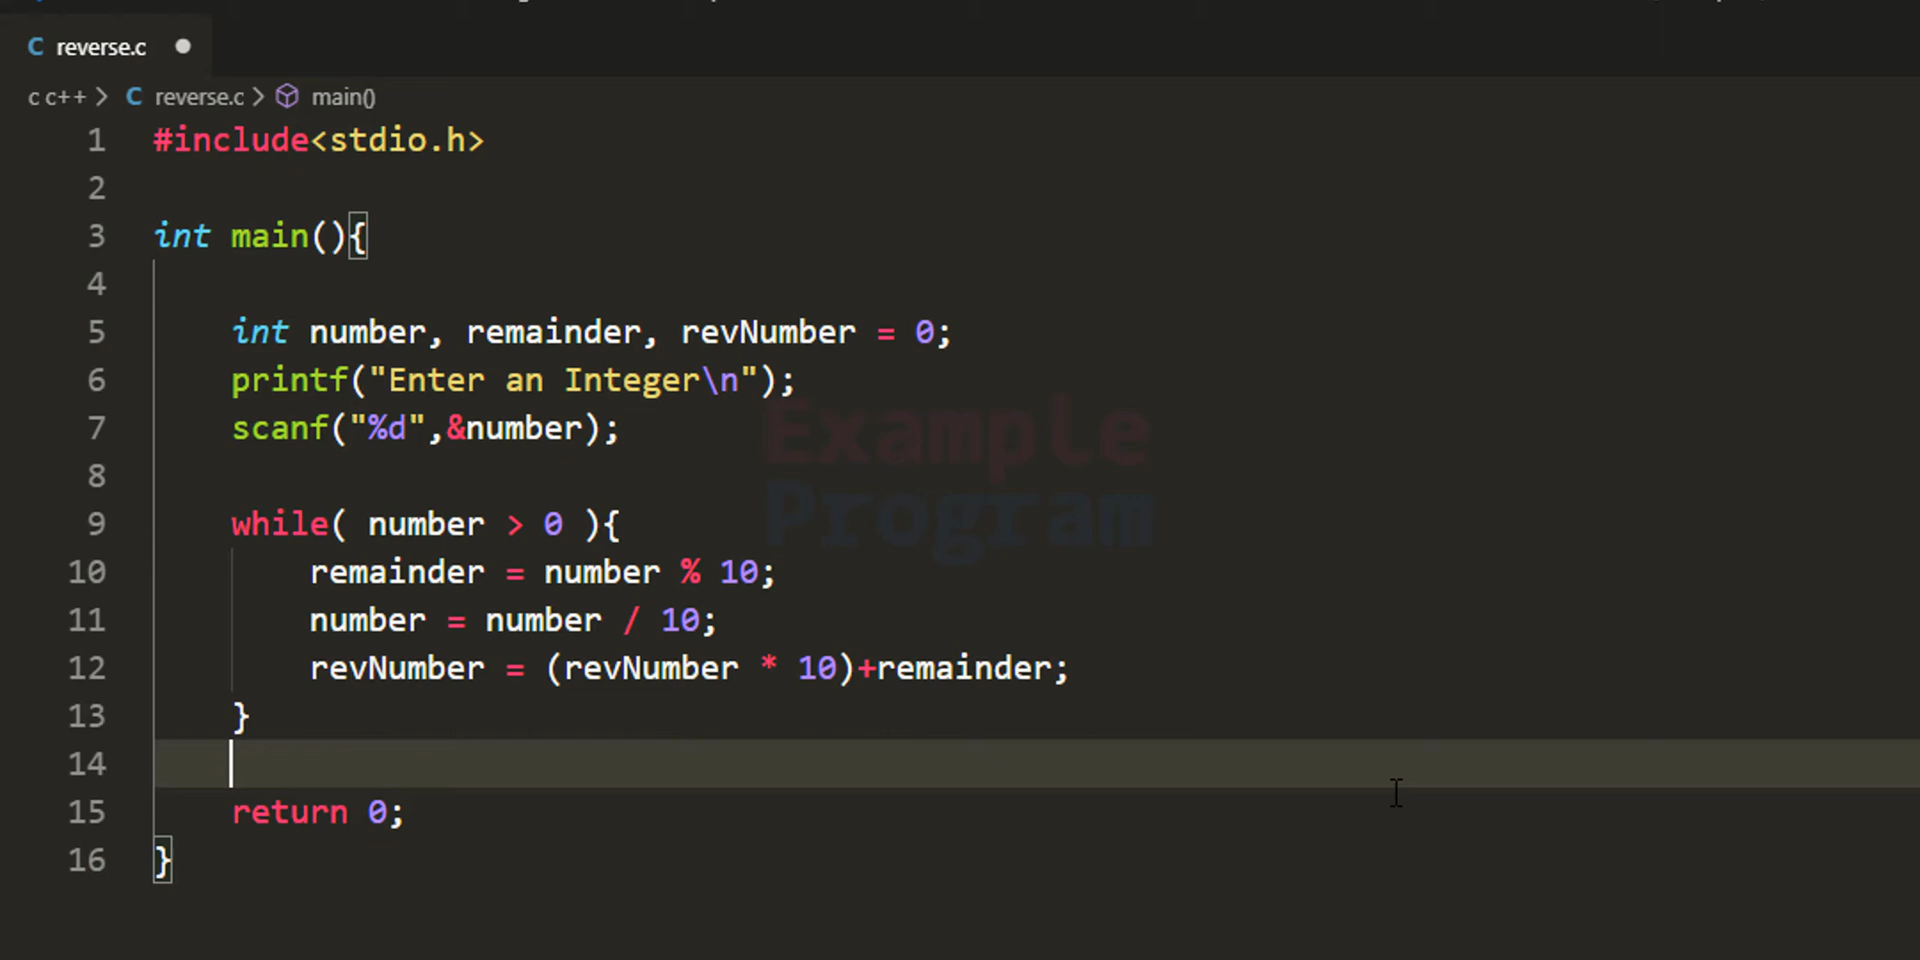 reverse.c
c c++ > reverse.c > main()
1 #include<stdio.h>
2
3 int main(){
4
5 int number, remainder, revNumber = 0;
6 printf("Enter an Integer\n");
7 scanf("%d",&number);
8
9 while( number > 0 ){
10 remainder = number % 10;
11 number = number / 10;
12 revNumber = (revNumber * 10)+remainder;
13 }
14
15 return 0;
16 }
Example
Program